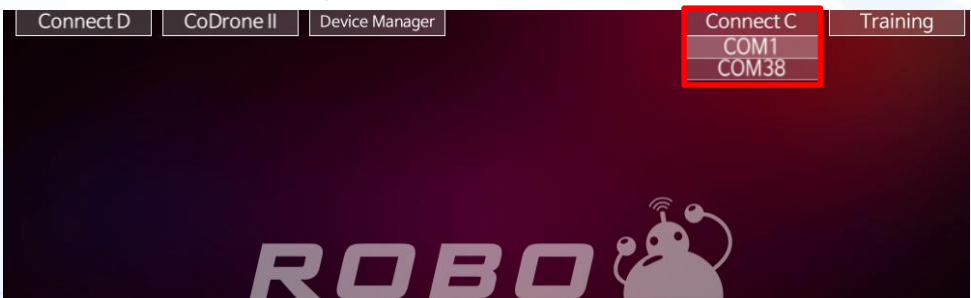 Connect D CoDrone II Device Manager Connect C Training
COM1
COM38
ROBO